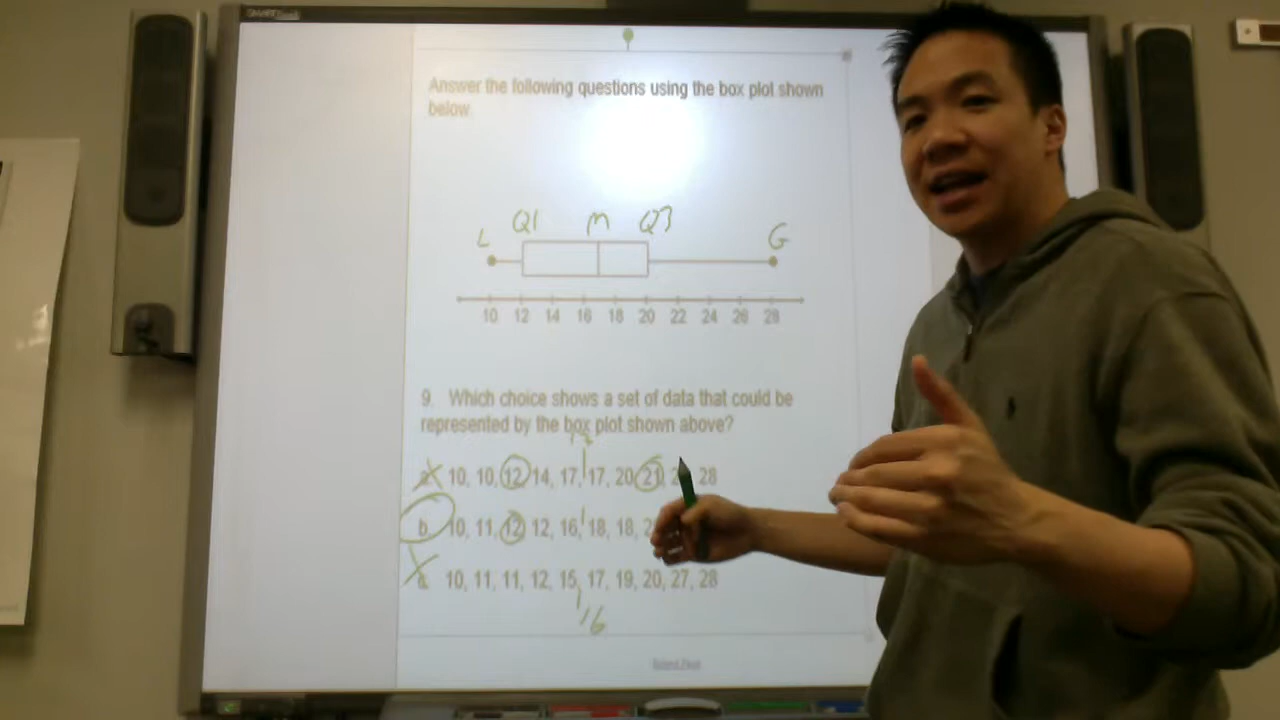 SMART
Answer the following questions using the box plot shown
below
Q1 M Q3
L G
10 12 14 16 18 20 22 24 26 28
9. Which choice shows a set of data that could be
represented by the box plot shown above?
17
a. 10, 10, 12, 14, 17, 17, 20, 21, 28
b. 10, 11, 12, 12, 16, 18, 18,
c. 10, 11, 11, 12, 15, 17, 19, 20, 27, 28
16